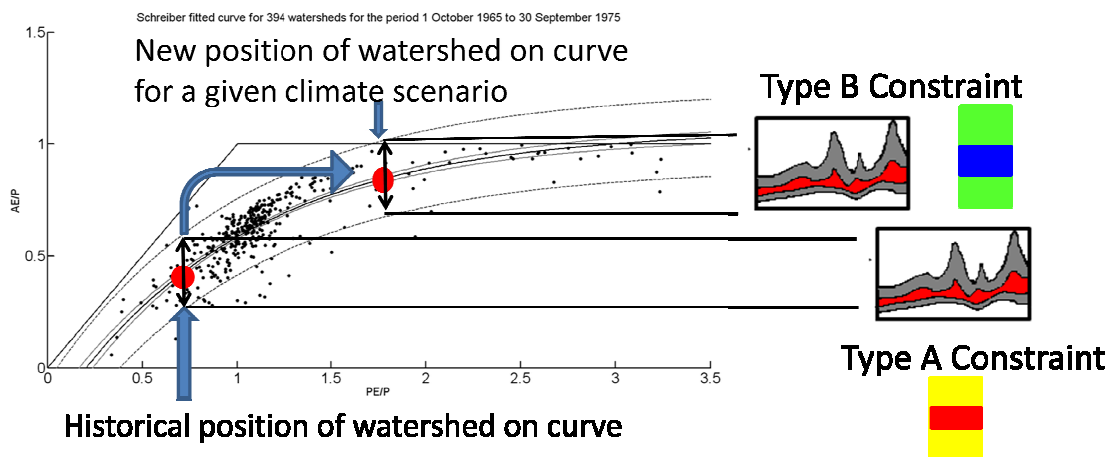 Schreiber fitted curve for 394 watersheds for the period 1 October 1965 to 30 September 1975
1.5
New position of watershed on curve
for a given climate scenario
Type B Constraint
1
AE/P
0.5
0
0
0.5
1
1.5
2
2.5
3
3.5
PE/P
Type A Constraint
Historical position of watershed on curve